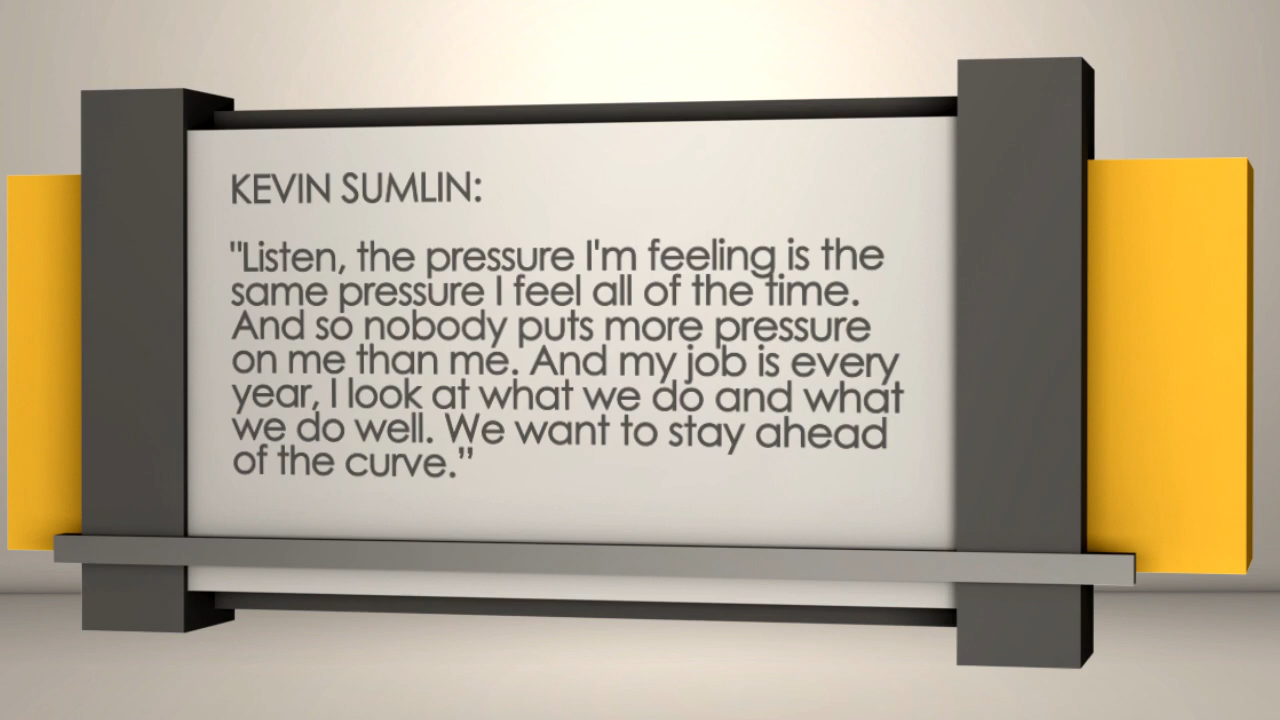 KEVIN SUMLIN:
"Listen, the pressure I'm feeling is the
same pressure I feel all of the time.
And so nobody puts more pressure
on me than me. And my job is every
year, I look at what we do and what
we do well. We want to stay ahead
of the curve.”